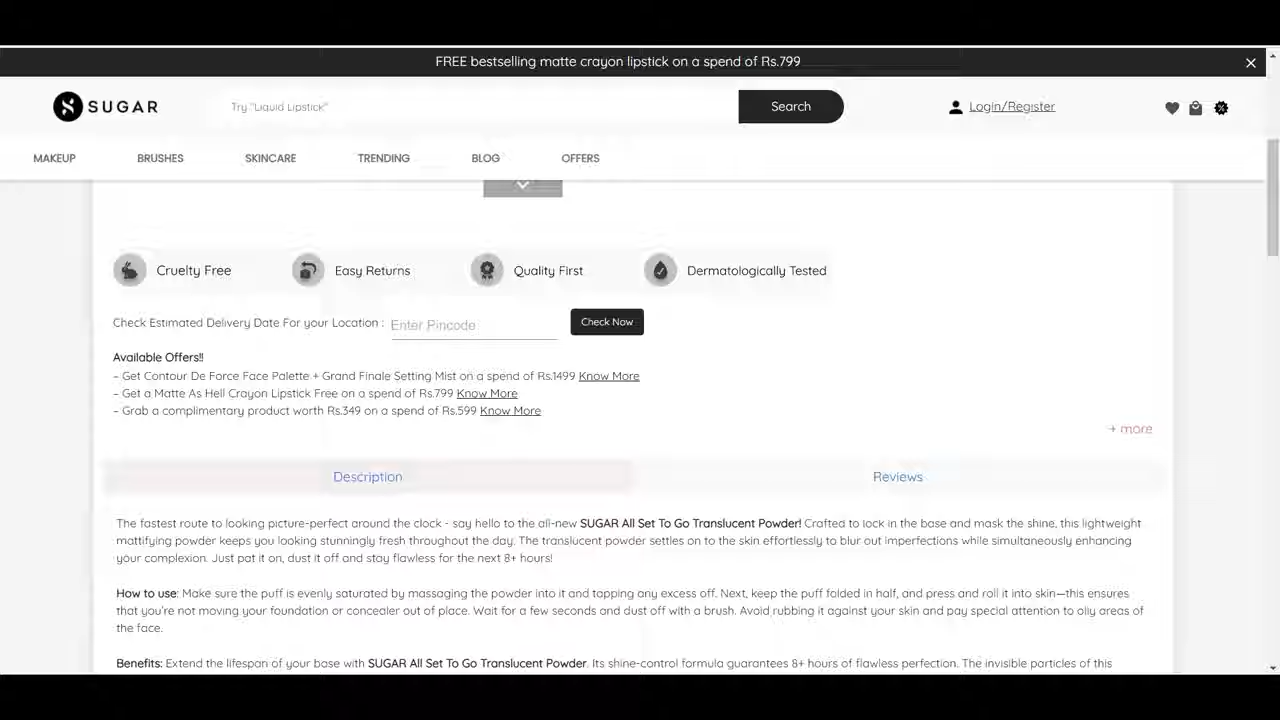 FREE bestselling matte crayon lipstick on a spend of Rs.799
SUGAR
Try "Liquid Lipstick"
Search
Login/Register
MAKEUP BRUSHES SKINCARE TRENDING BLOG OFFERS
Cruelty Free Easy Returns Quality First Dermatologically Tested
Check Estimated Delivery Date For your Location : Enter Pincode Check Now
Available Offers!!
– Get Contour De Force Face Palette + Grand Finale Setting Mist on a spend of Rs.1499 Know More
– Get a Matte As Hell Crayon Lipstick Free on a spend of Rs.799 Know More
– Grab a complimentary product worth Rs.349 on a spend of Rs.599 Know More
+ more
Description Reviews
The fastest route to looking picture-perfect around the clock - say hello to the all-new SUGAR All Set To Go Translucent Powder! Crafted to lock in the base and mask the shine, this lightweight
mattifying powder keeps you looking stunningly fresh throughout the day. The translucent powder settles on to the skin effortlessly to blur out imperfections while simultaneously enhancing
your complexion. Just pat it on, dust it off and stay flawless for the next 8+ hours!
How to use: Make sure the puff is evenly saturated by massaging the powder into it and tapping any excess off. Next, keep the puff folded in half, and press and roll it into skin—this ensures
that you're not moving your foundation or concealer out of place. Wait for a few seconds and dust off with a brush. Avoid rubbing it against your skin and pay special attention to oily areas of
the face.
Benefits: Extend the lifespan of your base with SUGAR All Set To Go Translucent Powder. Its shine-control formula guarantees 8+ hours of flawless perfection. The invisible particles of this